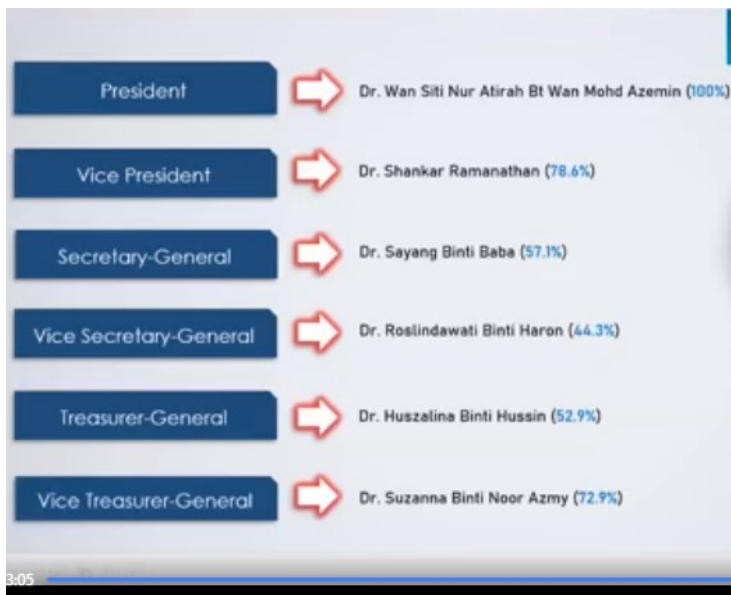 President
Dr. Wan Siti Nur Atirah Bt Wan Mohd Azemin (100%)
Vice President
Dr. Shankar Ramanathan (78.6%)
Secretary-General
Dr. Sayang Binti Baba (57.1%)
Vice Secretary-General
Dr. Roslindawati Binti Haron (44.3%)
Treasurer-General
Dr. Huszalina Binti Hussin (52.9%)
Vice Treasurer-General
Dr. Suzanna Binti Noor Azmy (72.9%)
3:05